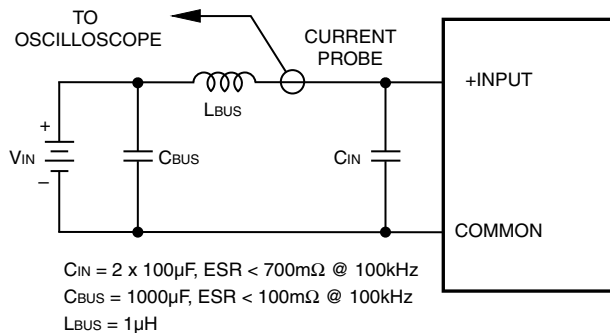 TO
OSCILLOSCOPE
CURRENT
PROBE
+INPUT
LBUS
+
VIN
CBUS
CIN
–
COMMON
CIN = 2 x 100µF, ESR < 700mΩ @ 100kHz
CBUS = 1000µF, ESR < 100mΩ @ 100kHz
LBUS = 1µH